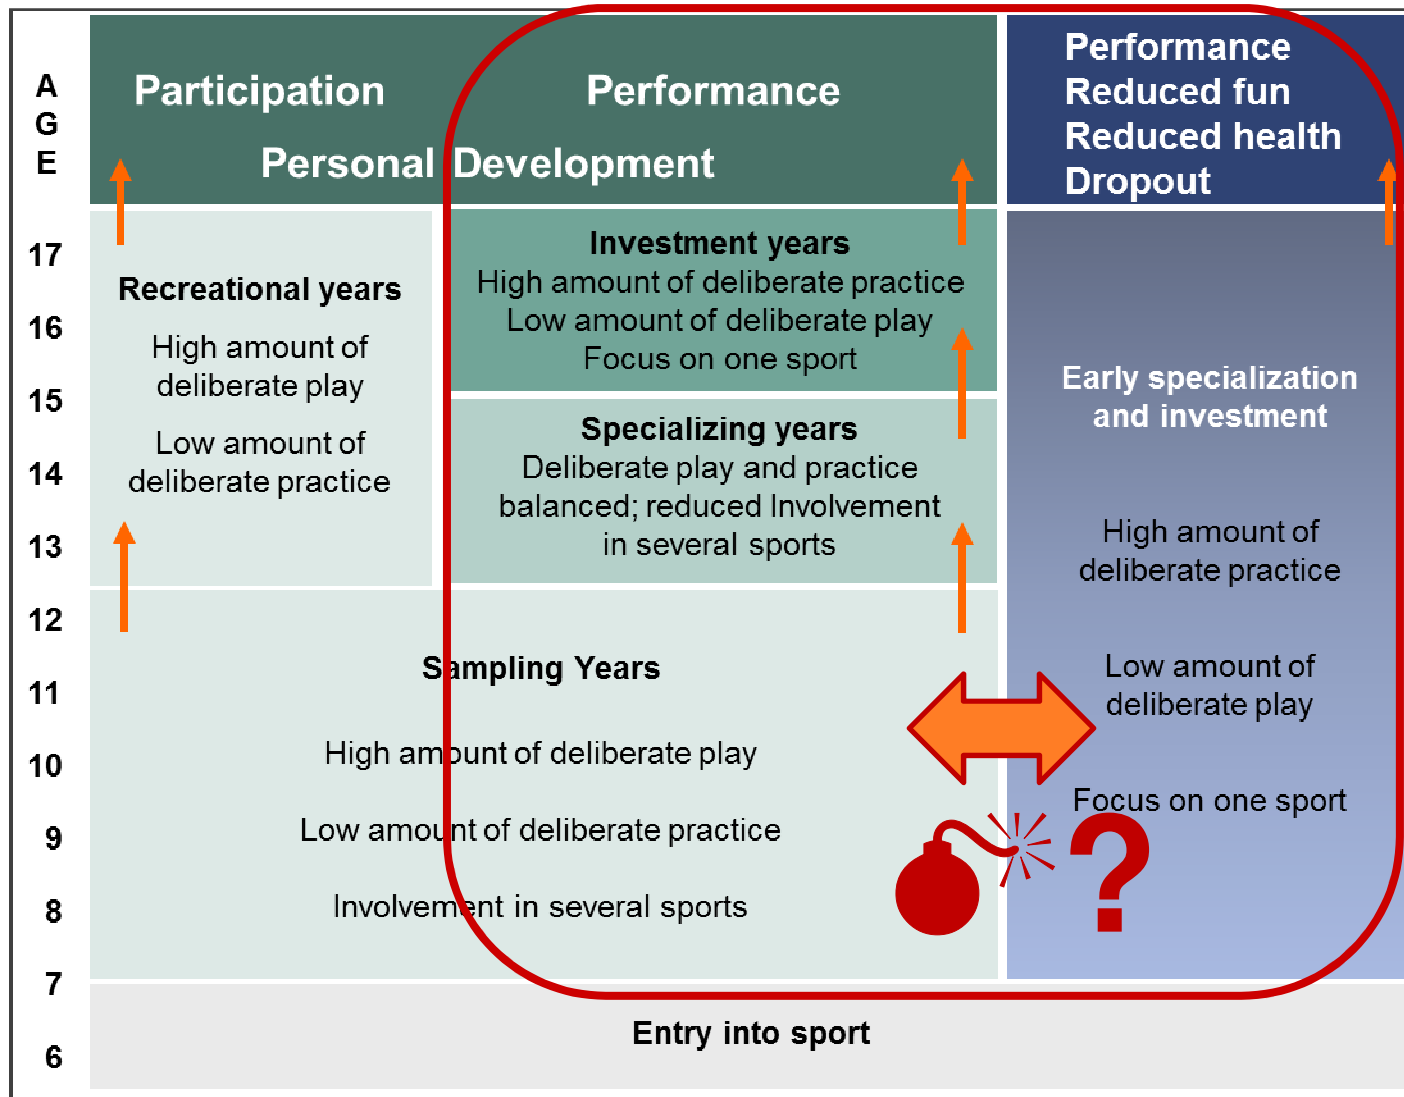 A
G
E
Participation
Performance
Personal Development
Performance
Reduced fun
Reduced health
Dropout
17
16
15
14
13
12
11
10
9
8
7
6
Recreational years
High amount of
deliberate play
Low amount of
deliberate practice
Investment years
High amount of deliberate practice
Low amount of deliberate play
Focus on one sport
Specializing years
Deliberate play and practice
balanced; reduced Involvement
in several sports
Sampling Years
High amount of deliberate play
Low amount of deliberate practice
Involvement in several sports
Early specialization
and investment
High amount of
deliberate practice
Low amount of
deliberate play
Focus on one sport
?
Entry into sport